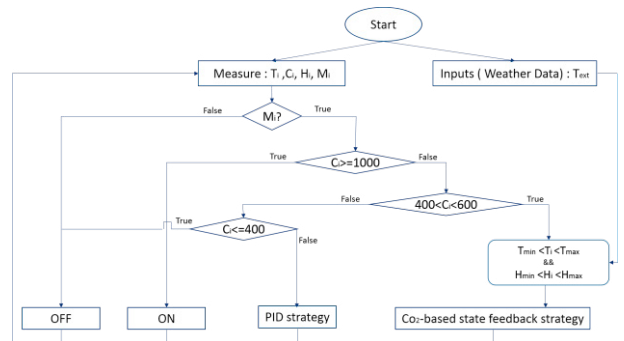 Start
Measure : Ti ,Ci, Hi, Mi
Inputs ( Weather Data) : Text
False
True
Mi?
True
Ci>=1000
False
False
400<Ci<600
True
True
Ci<=400
False
Tmin <Ti <Tmax
&&
Hmin <Hi <Hmax
OFF
ON
PID strategy
Co2-based state feedback strategy